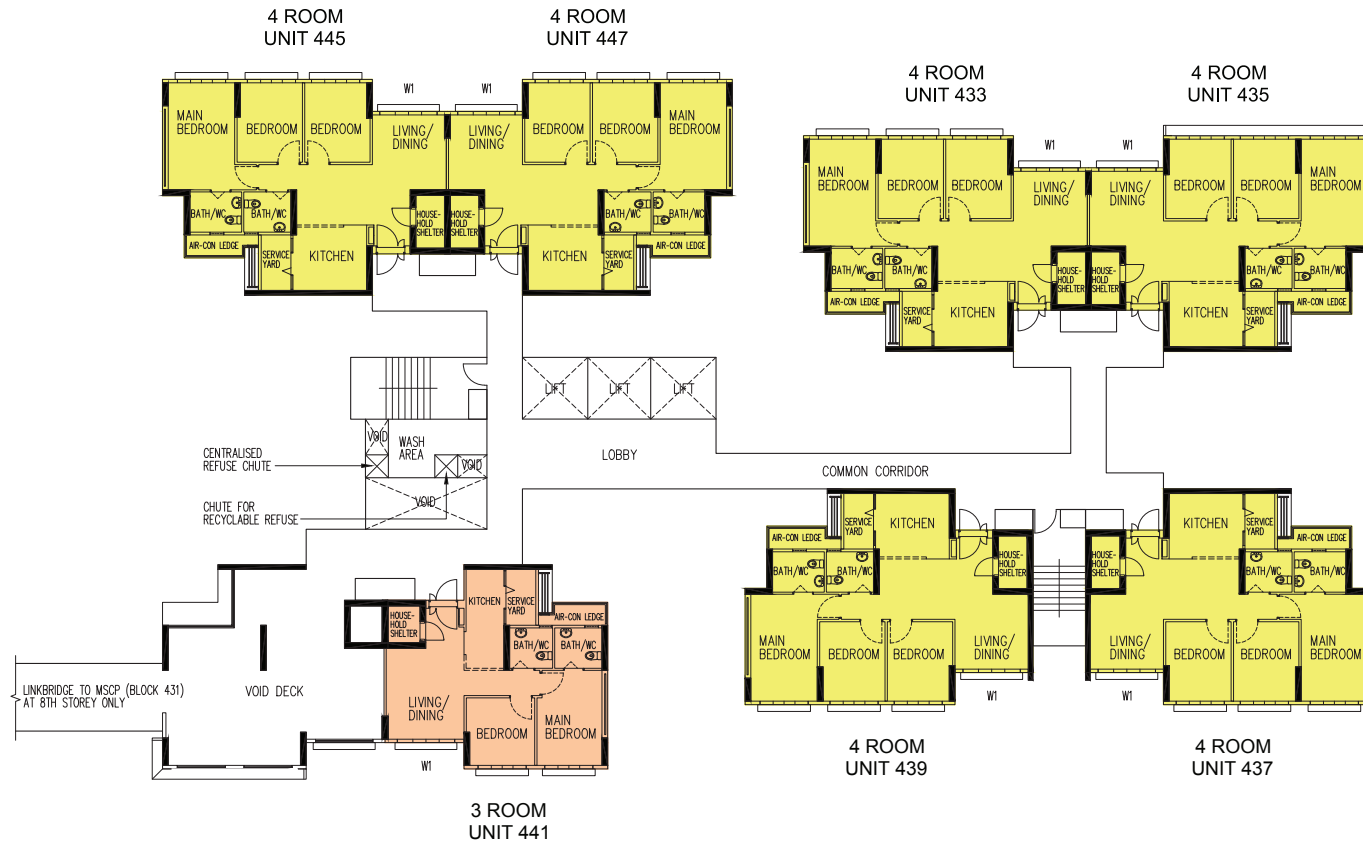 4 ROOM
UNIT 445
4 ROOM
UNIT 447
4 ROOM
UNIT 433
4 ROOM
UNIT 435
W1
W1
MAIN
BEDROOM
BEDROOM
BEDROOM
LIVING/
DINING
LIVING/
DINING
BEDROOM
BEDROOM
MAIN
BEDROOM
BATH/WC
BATH/WC
HOUSE-
HOLD
SHELTER
HOUSE-
HOLD
SHELTER
BATH/WC
BATH/WC
AIR-CON LEDGE
SERVICE
YARD
KITCHEN
KITCHEN
SERVICE
YARD
AIR-CON LEDGE
W1
W1
MAIN
BEDROOM
BEDROOM
BEDROOM
LIVING/
DINING
LIVING/
DINING
BEDROOM
BEDROOM
MAIN
BEDROOM
BATH/WC
BATH/WC
HOUSE-
HOLD
SHELTER
HOUSE-
HOLD
SHELTER
BATH/WC
BATH/WC
AIR-CON LEDGE
SERVICE
YARD
KITCHEN
KITCHEN
SERVICE
YARD
AIR-CON LEDGE
LIFT
LIFT
LIFT
VOID
WASH
AREA
VOID
VOID
CENTRALISED
REFUSE CHUTE
CHUTE FOR
RECYCLABLE REFUSE
LOBBY
COMMON CORRIDOR
AIR-CON LEDGE
SERVICE
YARD
KITCHEN
BATH/WC
BATH/WC
HOUSE-
HOLD
SHELTER
MAIN
BEDROOM
BEDROOM
BEDROOM
LIVING/
DINING
W1
HOUSE-
HOLD
SHELTER
KITCHEN
SERVICE
YARD
AIR-CON LEDGE
BATH/WC
BATH/WC
LIVING/
DINING
BEDROOM
BEDROOM
MAIN
BEDROOM
W1
LINKBRIDGE TO MSCP (BLOCK 431)
AT 8TH STOREY ONLY
VOID DECK
HOUSE-
HOLD
SHELTER
KITCHEN
SERVICE
YARD
AIR-CON LEDGE
BATH/WC
BATH/WC
LIVING/
DINING
BEDROOM
MAIN
BEDROOM
W1
4 ROOM
UNIT 439
4 ROOM
UNIT 437
3 ROOM
UNIT 441